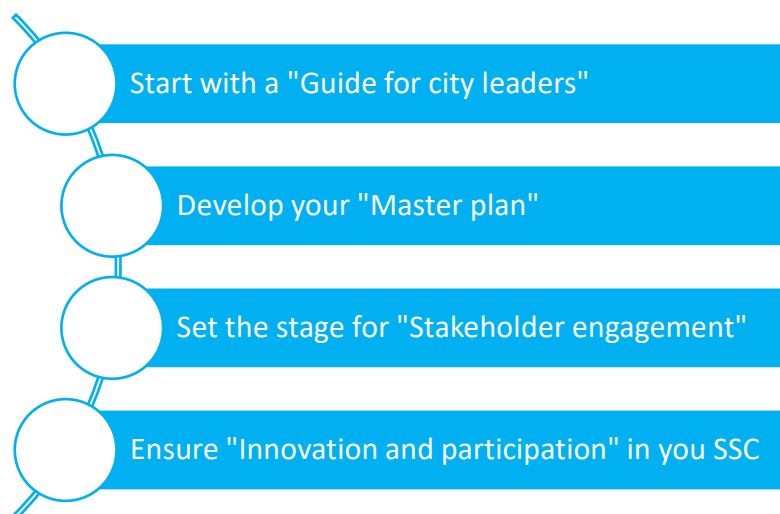 Start with a "Guide for city leaders"
Develop your "Master plan"
Set the stage for "Stakeholder engagement"
Ensure "Innovation and participation" in you SSC